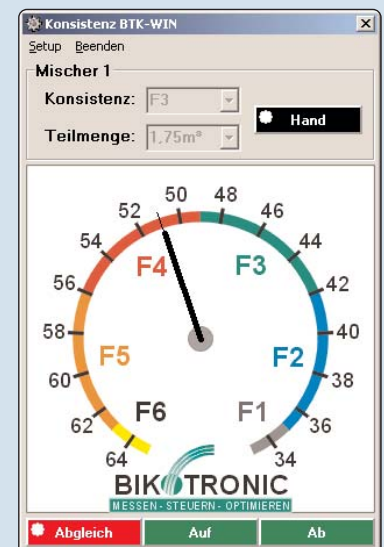 Konsistenz BTK-WIN
Setup Beenden
Mischer 1
Konsistenz: F3
Hand
Teilmenge: 1,75m³
52 50 48
54 46
56 44
58 42
60 40
62 38
64 36
34
F4 F3
F5 F2
F6 F1
BIKOTRONIC
MESSEN - STEUERN - OPTIMIEREN
Abgleich Auf Ab